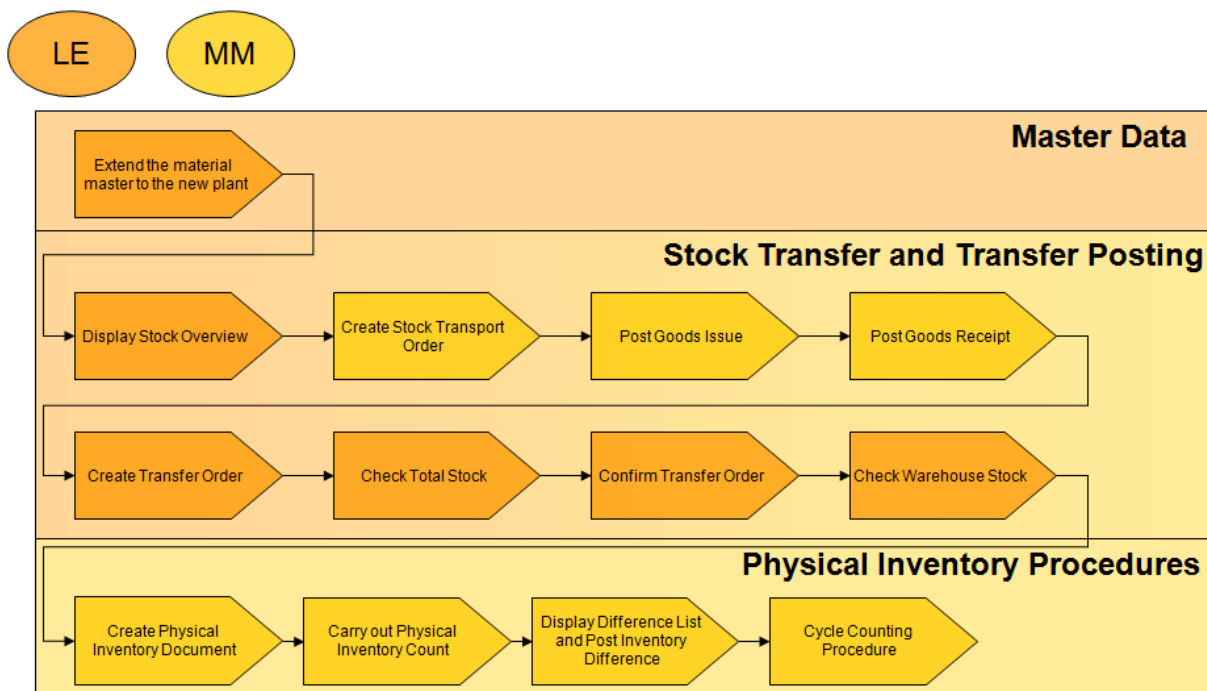 LE
MM
Master Data
Extend the material
master to the new plant
Stock Transfer and Transfer Posting
Display Stock Overview
Create Stock Transport
Order
Post Goods Issue
Post Goods Receipt
Create Transfer Order
Check Total Stock
Confirm Transfer Order
Check Warehouse Stock
Physical Inventory Procedures
Create Physical
Inventory Document
Carry out Physical
Inventory Count
Display Difference List
and Post Inventory
Difference
Cycle Counting
Procedure